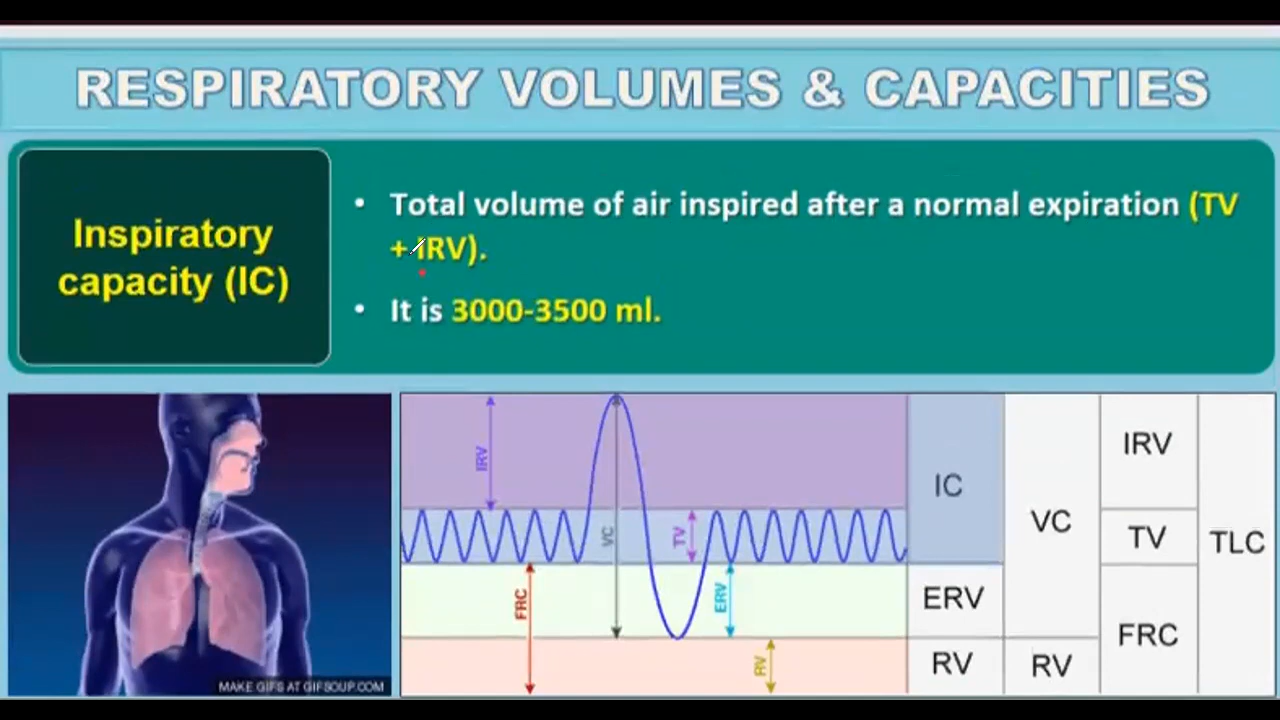 RESPIRATORY VOLUMES & CAPACITIES
Inspiratory
capacity (IC)
• Total volume of air inspired after a normal expiration (TV
+ IRV).
• It is 3000-3500 ml.
MAKE GIFS AT GIFSOUP.COM
IRV
VC
TV
FRC
ERV
RV
IC
VC
IRV
TV
TLC
ERV
FRC
RV
RV